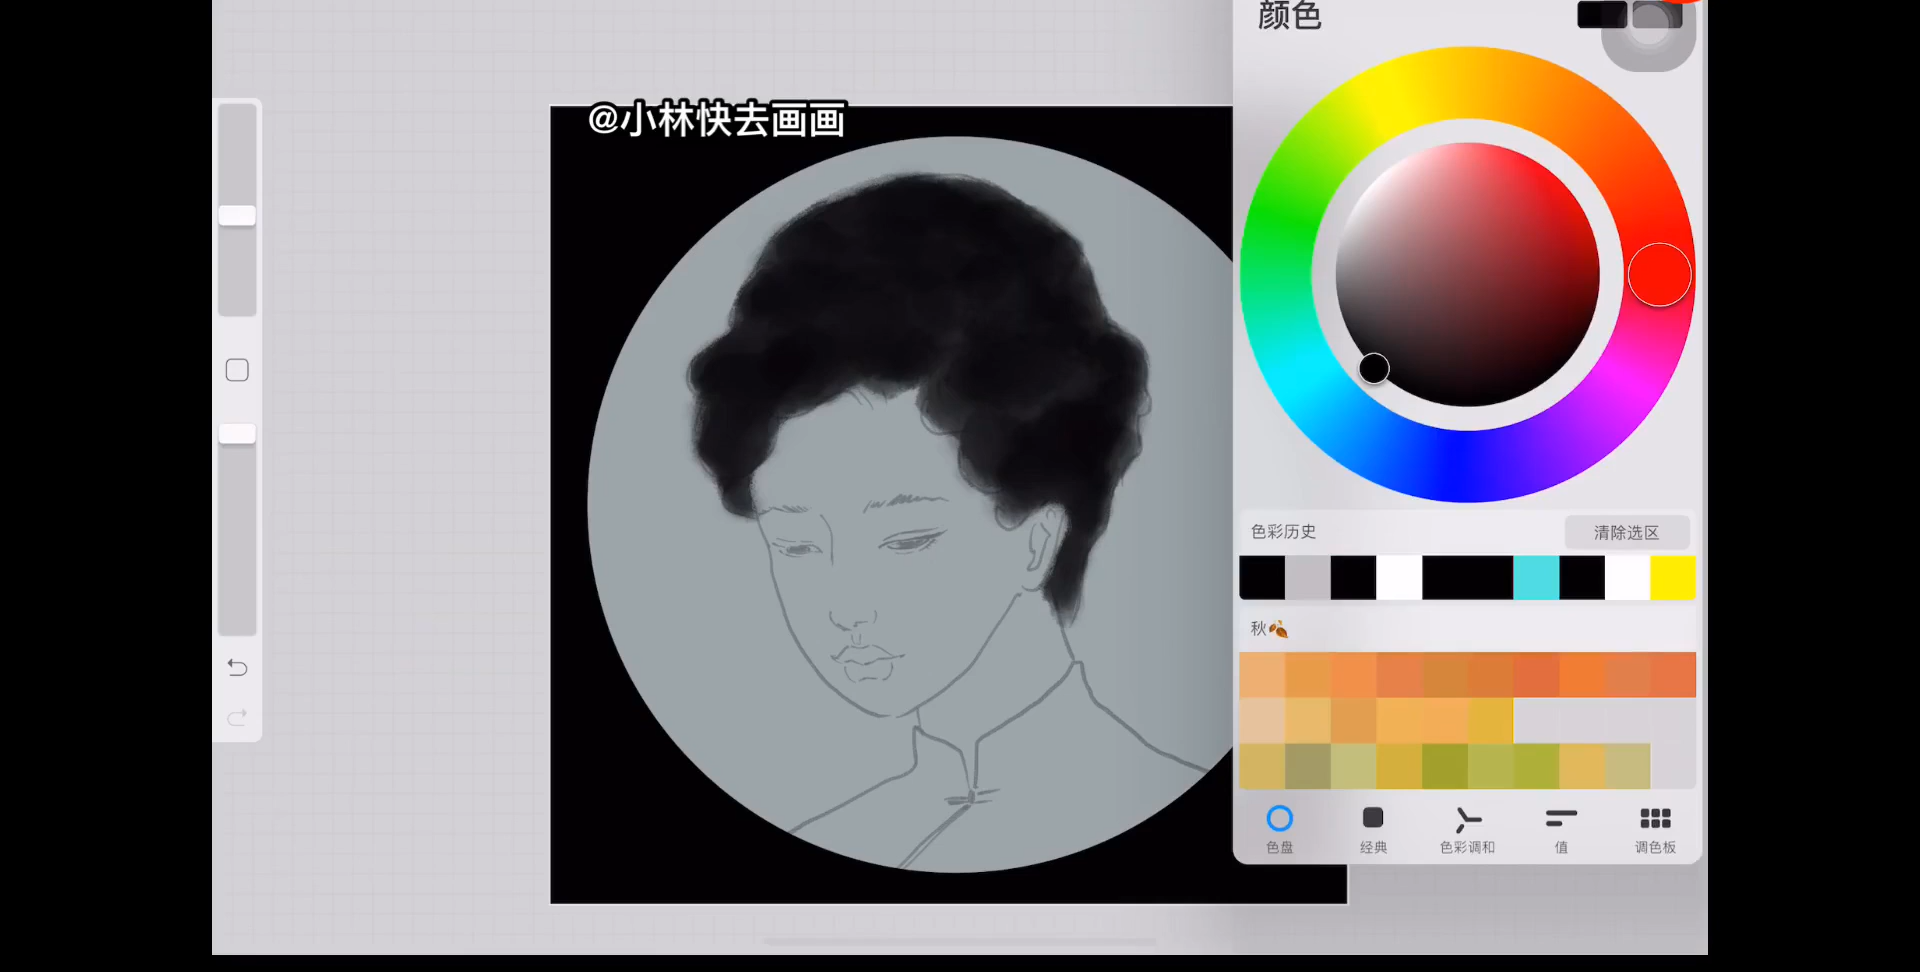 颜色
@小林快去画画
色彩历史
清除选区
秋🍂
色盘
经典
色彩调和
值
调色板